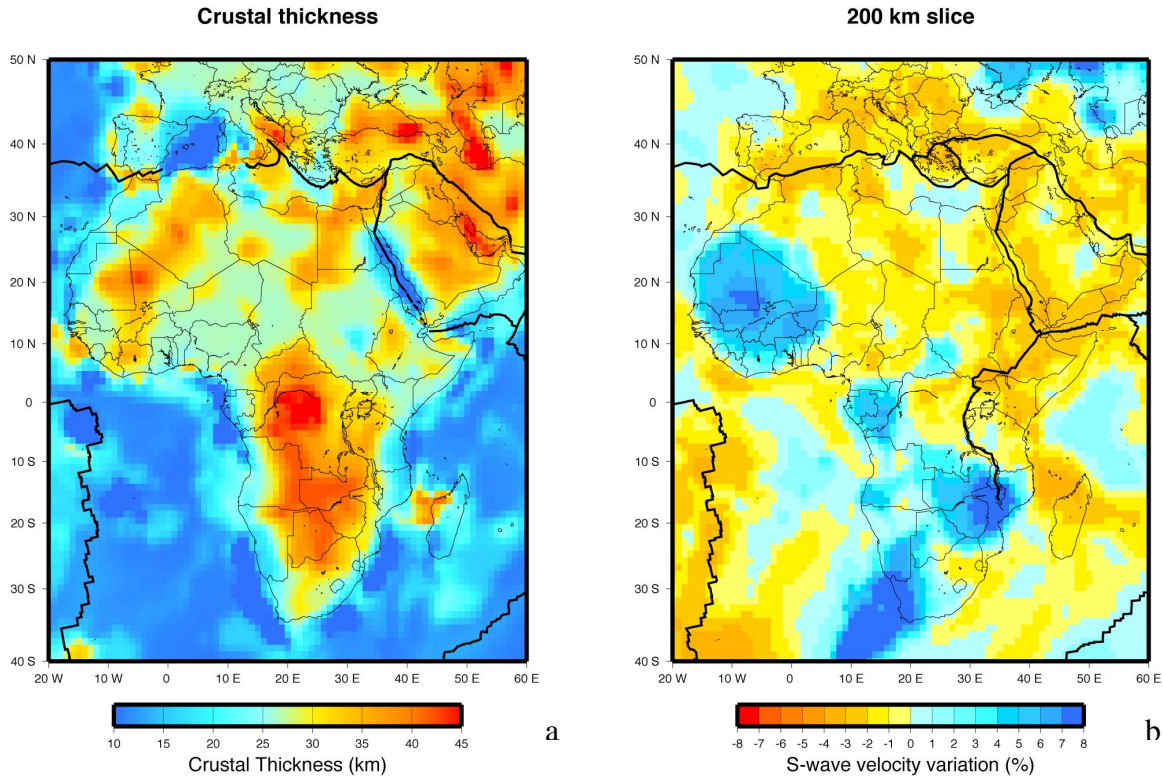 Crustal thickness
50 N
40 N
30 N
20 N
10 N
0
10 S
20 S
30 S
40 S
20 W
10 W
0
10 E
20 E
30 E
40 E
50 E
60 E
10 15 20 25 30 35 40 45
Crustal Thickness (km)
a
200 km slice
50 N
40 N
30 N
20 N
10 N
0
10 S
20 S
30 S
40 S
20 W
10 W
0
10 E
20 E
30 E
40 E
50 E
60 E
-8 -7 -6 -5 -4 -3 -2 -1 0 1 2 3 4 5 6 7 8
S-wave velocity variation (%)
b